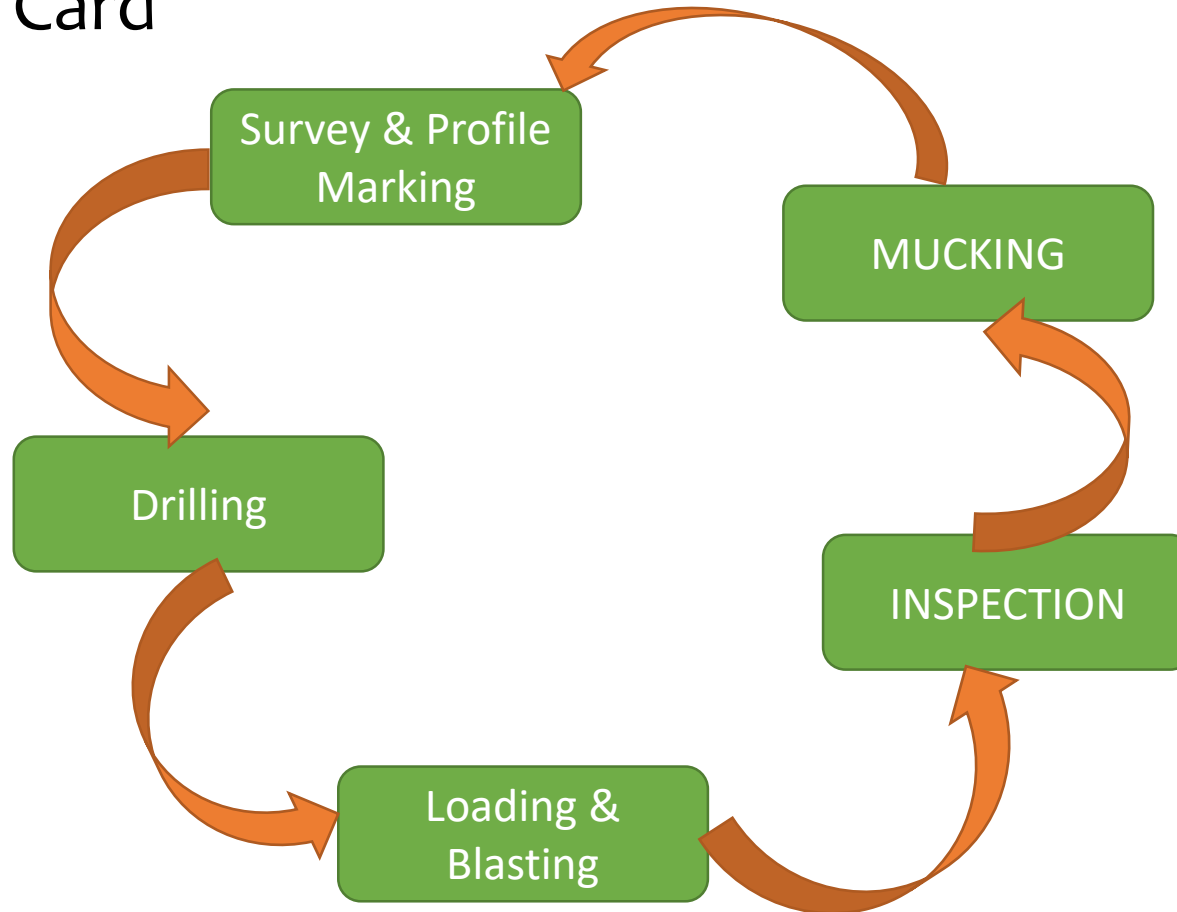 Card
Survey & Profile
Marking
MUCKING
Drilling
INSPECTION
Loading &
Blasting